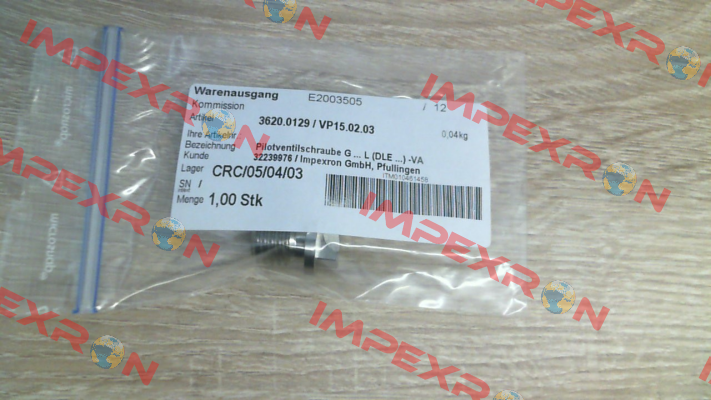 Warenausgang E2003505 / 12
Kommission
Artikel 3620.0129 / VP15.02.03 0,04kg
Ihre Artikelnr
Bezeichnung Pilotventilschraube G ... L (DLE ...) -VA
Kunde 32239976 / Impexron GmbH, Pfullingen
Lager CRC/05/04/03 ITM010461458
SN /
Menge 1,00 Stk
IMPEXRON
IMPEXRON
IMPEXRON
IMPEXRON
IMPEXRON
IMPEXRON